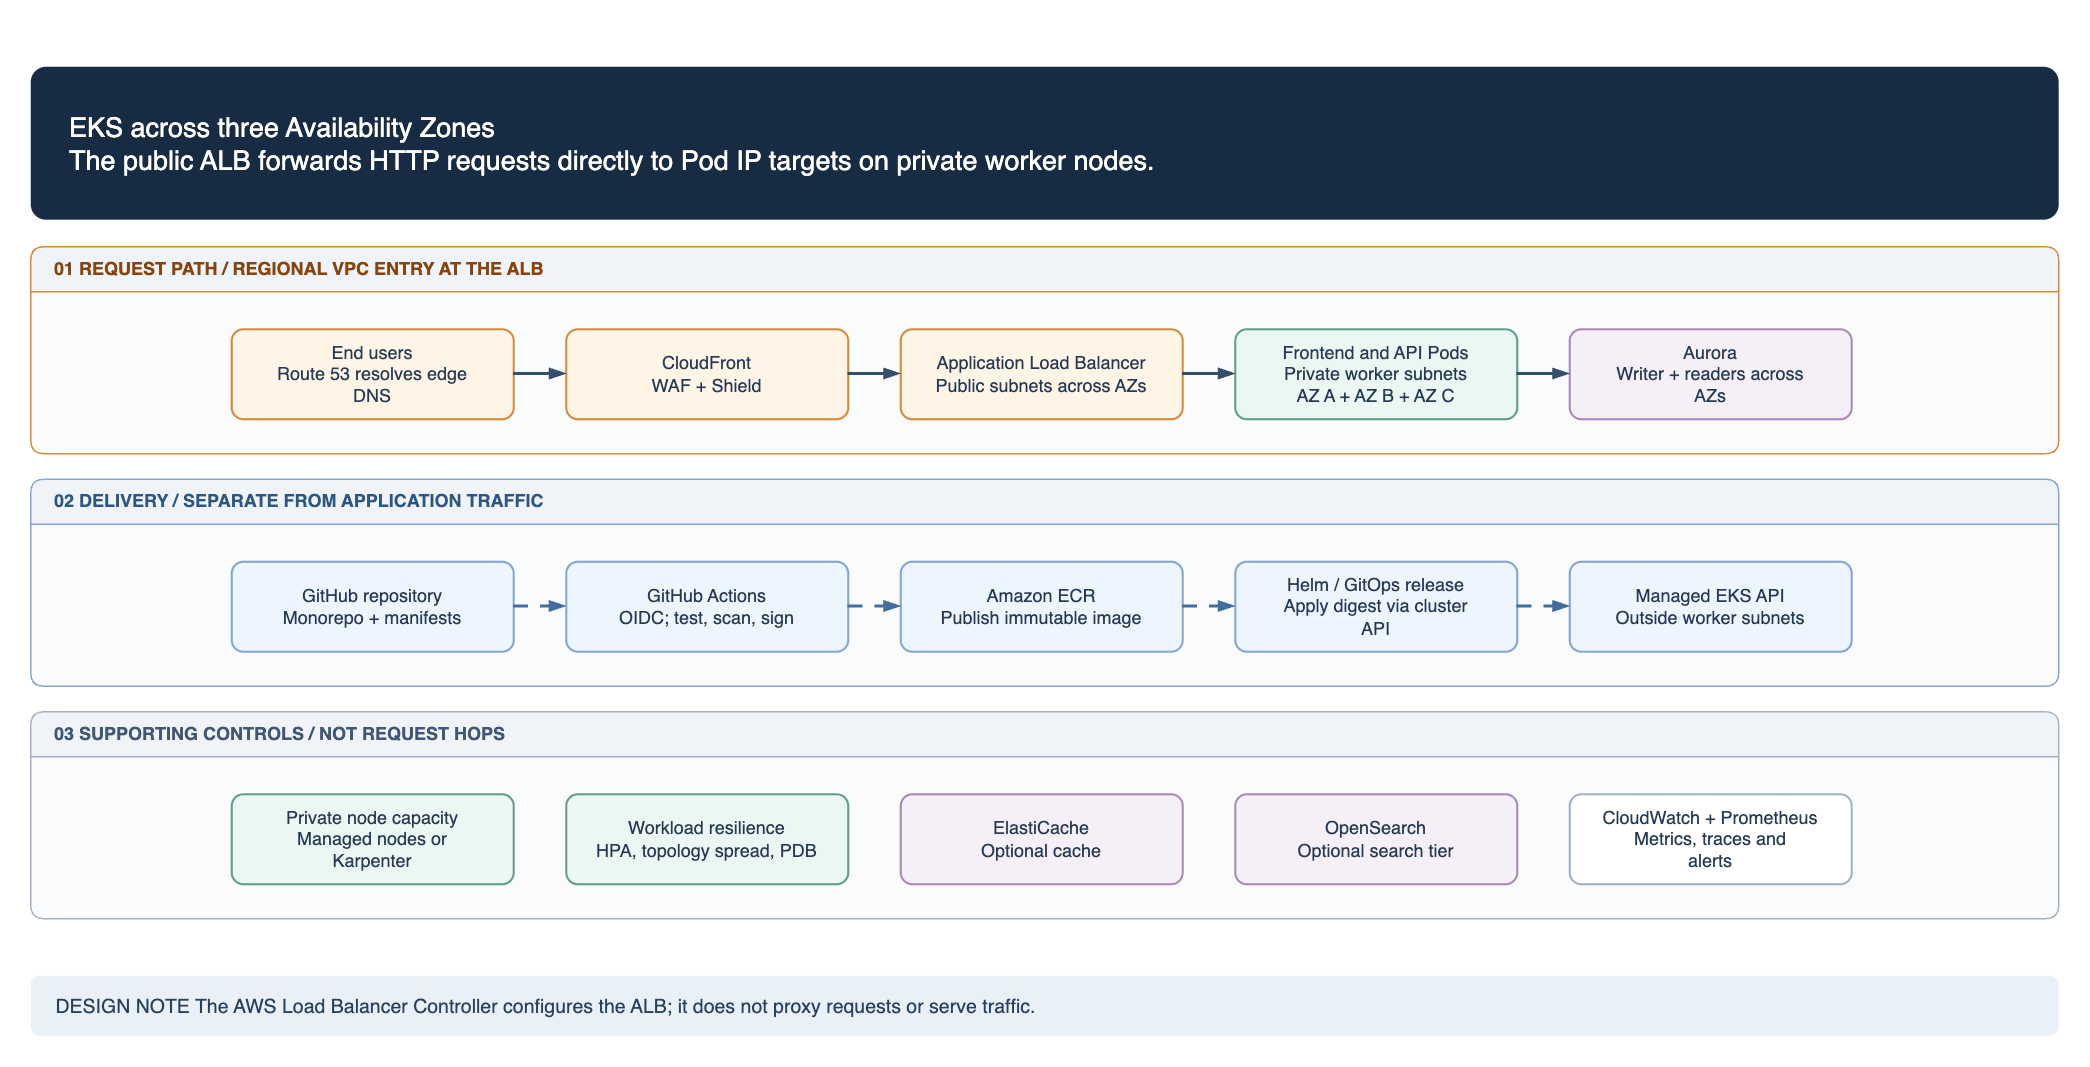 EKS across three Availability Zones
The public ALB forwards HTTP requests directly to Pod IP targets on private worker nodes.
01 REQUEST PATH / REGIONAL VPC ENTRY AT THE ALB
End users
Route 53 resolves edge
DNS
CloudFront
WAF + Shield
Application Load Balancer
Public subnets across AZs
Frontend and API Pods
Private worker subnets
AZ A + AZ B + AZ C
Aurora
Writer + readers across
AZs
02 DELIVERY / SEPARATE FROM APPLICATION TRAFFIC
GitHub repository
Monorepo + manifests
GitHub Actions
OIDC; test, scan, sign
Amazon ECR
Publish immutable image
Helm / GitOps release
Apply digest via cluster
API
Managed EKS API
Outside worker subnets
03 SUPPORTING CONTROLS / NOT REQUEST HOPS
Private node capacity
Managed nodes or
Karpenter
Workload resilience
HPA, topology spread, PDB
ElastiCache
Optional cache
OpenSearch
Optional search tier
CloudWatch + Prometheus
Metrics, traces and
alerts
DESIGN NOTE The AWS Load Balancer Controller configures the ALB; it does not proxy requests or serve traffic.